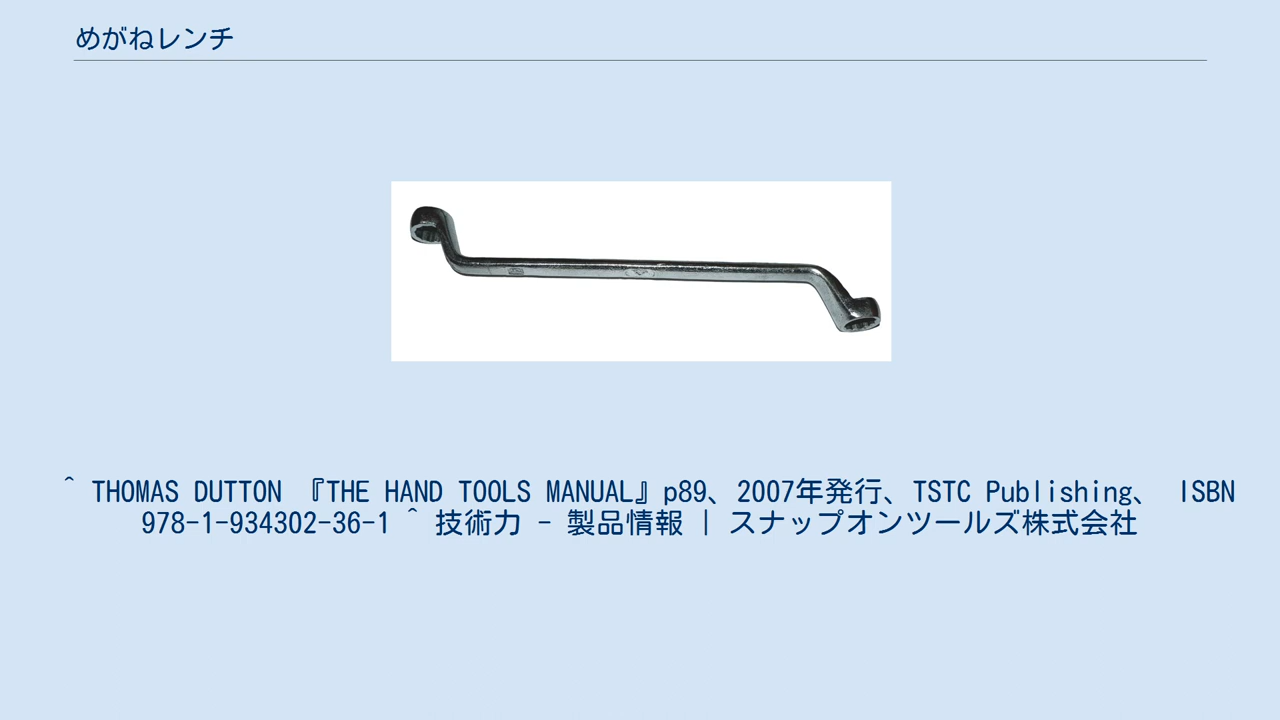 めがねレンチ
^ THOMAS DUTTON 『THE HAND TOOLS MANUAL』p89、2007年発行、TSTC Publishing、 ISBN
978-1-934302-36-1 ^ 技術力 - 製品情報 | スナップオンツールズ株式会社